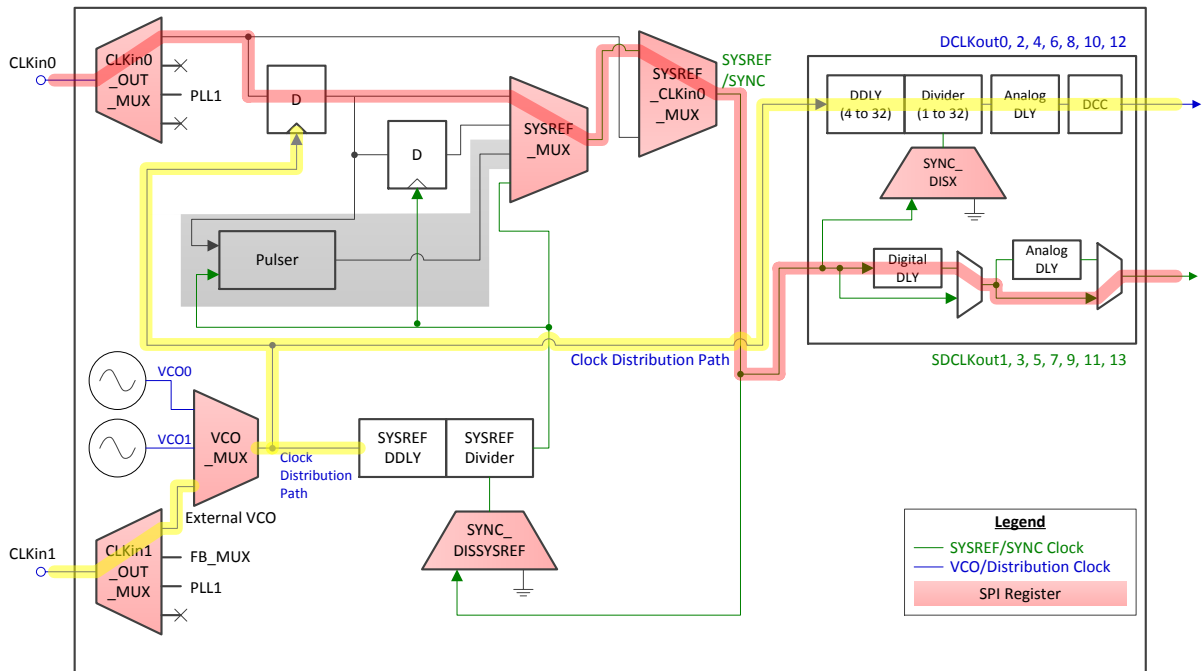 CLKin0
CLKin0
_OUT
_MUX
PLL1
D
D
SYSREF
_MUX
SYSREF
_CLKin0
_MUX
SYSREF
/SYNC
Pulser
DCLKout0, 2, 4, 6, 8, 10, 12
DDLY
(4 to 32)
Divider
(1 to 32)
Analog
DLY
DCC
SYNC_
DISX
Digital
DLY
Analog
DLY
SDCLKout1, 3, 5, 7, 9, 11, 13
Clock Distribution Path
VCO0
VCO1
VCO
_MUX
Clock
Distribution
Path
SYSREF
DDLY
SYSREF
Divider
External VCO
CLKin1
CLKin1
_OUT
_MUX
FB_MUX
PLL1
SYNC_
DISSYSREF
Legend
SYSREF/SYNC Clock
VCO/Distribution Clock
SPI Register